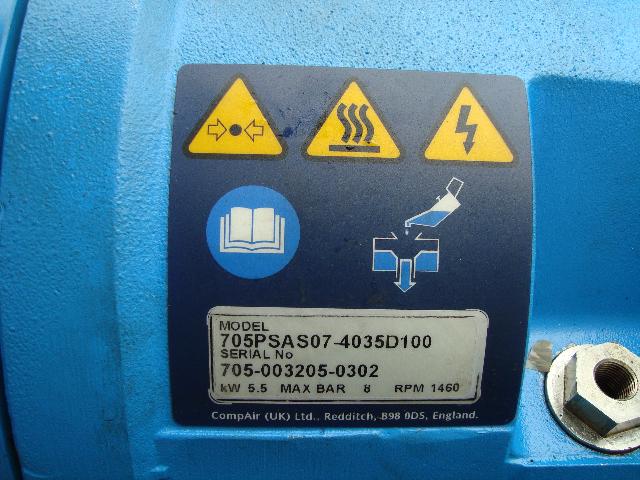 MODEL
705PSAS07-4035D100
SERIAL No
705-003205-0302
kW 5.5 MAX BAR 8 RPM 1460
CompAir (UK) Ltd., Redditch, B98 0DS, England.